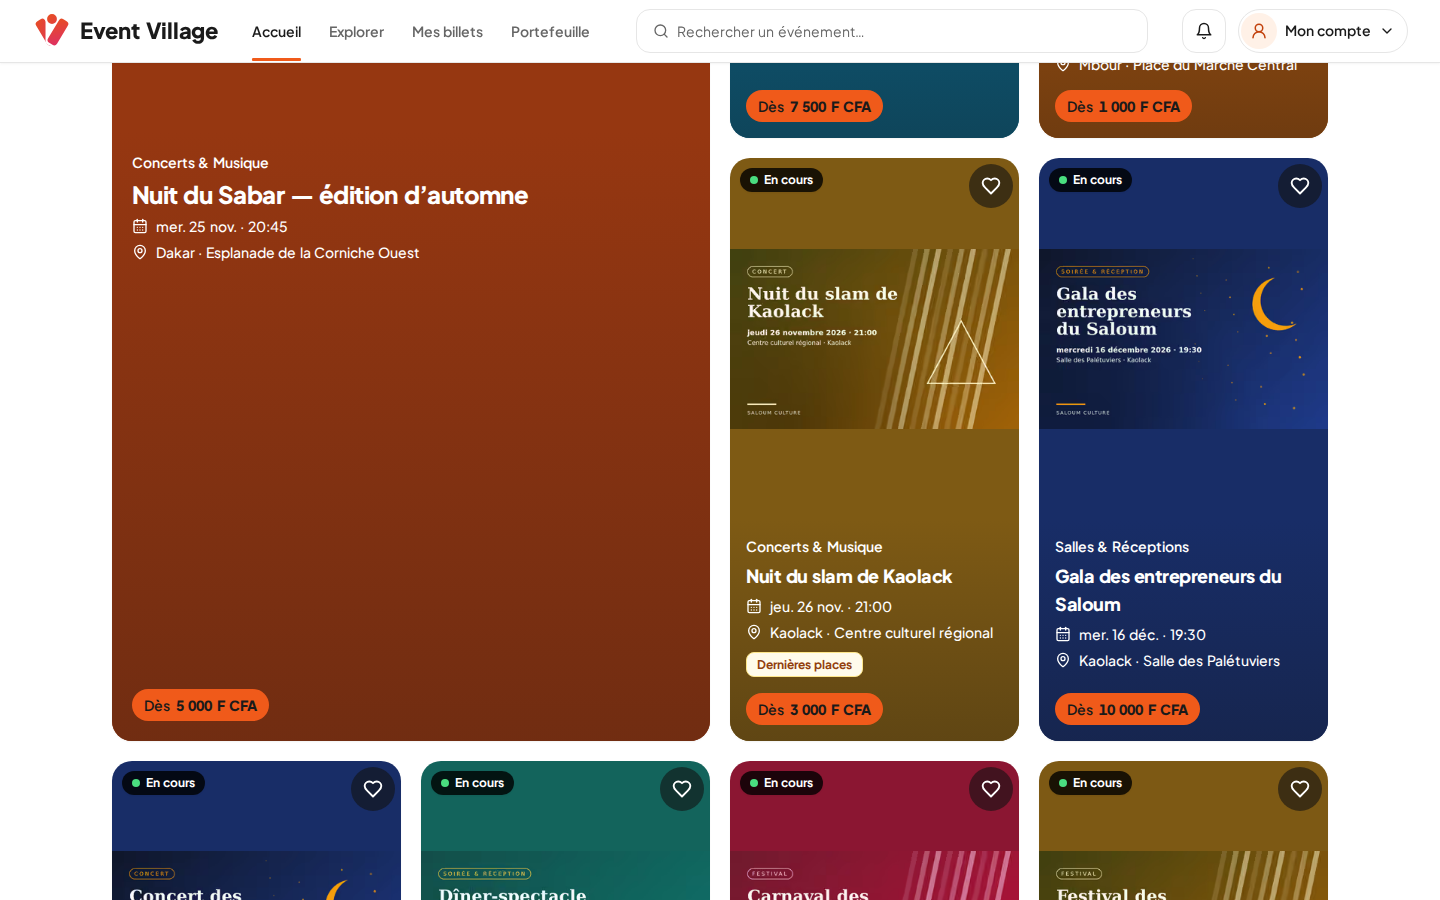 Event Village
Accueil
Explorer
Mes billets
Portefeuille
Rechercher un événement...
Mon compte
Mbour · Place du Marché Central
Dès 7 500 F CFA
Dès 1 000 F CFA
Concerts & Musique
Nuit du Sabar — édition d’automne
mer. 25 nov. · 20:45
Dakar · Esplanade de la Corniche Ouest
Dès 5 000 F CFA
En cours
CONCERT
Nuit du slam de
Kaolack
jeudi 26 novembre 2026 · 21:00
Centre culturel régional · Kaolack
SALOUM CULTURE
Concerts & Musique
Nuit du slam de Kaolack
jeu. 26 nov. · 21:00
Kaolack · Centre culturel régional
Dernières places
Dès 3 000 F CFA
En cours
SOIRÉE & RÉCEPTION
Gala des
entrepreneurs
du Saloum
mercredi 16 décembre 2026 · 19:30
Salle des Palétuviers · Kaolack
SALOUM CULTURE
Salles & Réceptions
Gala des entrepreneurs du
Saloum
mer. 16 déc. · 19:30
Kaolack · Salle des Palétuviers
Dès 10 000 F CFA
En cours
CONCERT
Concert des
En cours
SOIRÉE & RÉCEPTION
Dîner-spectacle
En cours
FESTIVAL
Carnaval des
En cours
FESTIVAL
Festival des